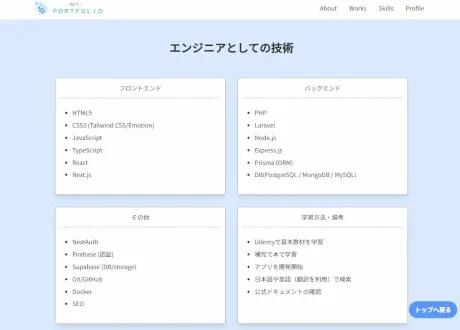 -MY-
PORTFOLIO
About Works Skills Profile
エンジニアとしての技術
フロントエンド
HTML5
CSS3 (Tailwind CSS/Emotion)
JavaScript
TypeScript
React
Next.js
バックエンド
PHP
Laravel
Node.js
Express.js
Prisma (ORM)
DB(PostgreSQL / MongoDB / MySQL)
その他
NextAuth
Firebase (認証)
Supabase (DB/storage)
Git/GitHub
Docker
SEO
学習方法・備考
Udemyで基本教材を学習
補完で本で学習
アプリを開発開始
日本語や英語（翻訳を利用）で検索
公式ドキュメントの確認
トップへ戻る